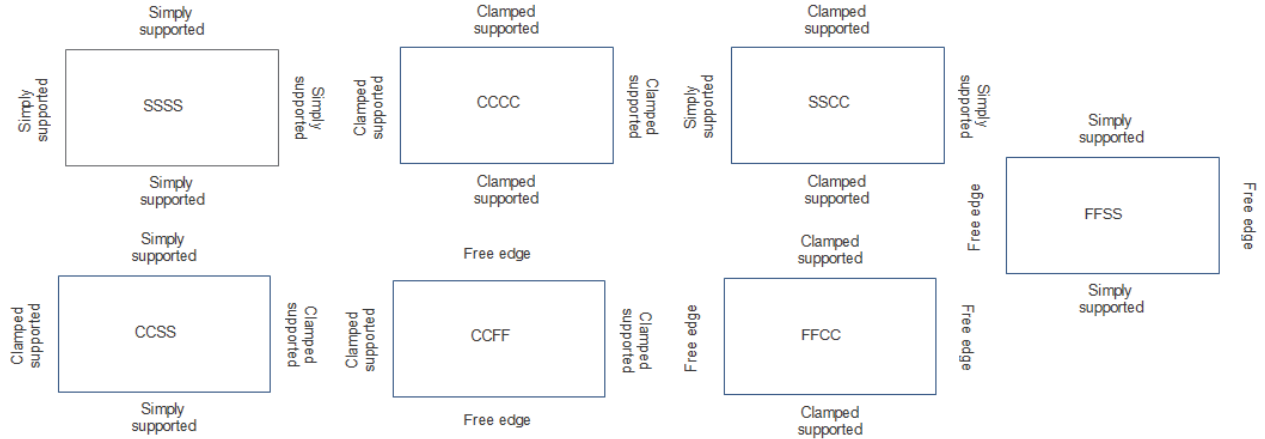 Simply
supported
Simply
supported
SSSS
Simply
supported
Simply
supported
Clamped
supported
Clamped
supported
CCCC
Clamped
supported
Clamped
supported
Clamped
supported
Simply
supported
SSCC
Simply
supported
Clamped
supported
Simply
supported
Free edge
FFSS
Free edge
Simply
supported
Simply
supported
Clamped
supported
CCSS
Clamped
supported
Simply
supported
Free edge
Clamped
supported
CCFF
Clamped
supported
Free edge
Clamped
supported
Free edge
FFCC
Free edge
Clamped
supported